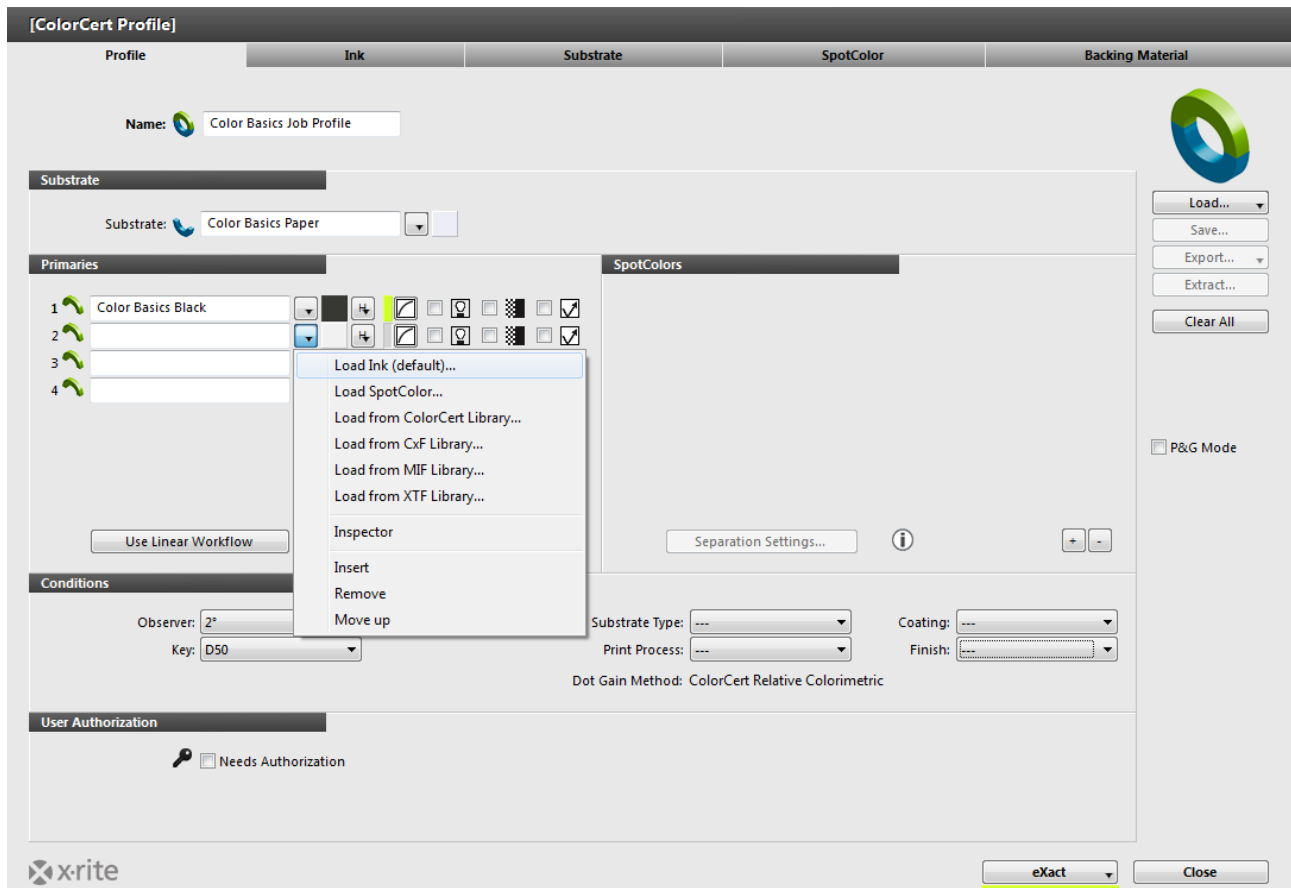 [ColorCert Profile]
Profile Ink Substrate SpotColor Backing Material
Name: Color Basics Job Profile
Substrate
Substrate: Color Basics Paper
Load...
Save...
Export...
Extract...
Clear All
Primaries
1 Color Basics Black
2
3
4
Load Ink (default)...
Load SpotColor...
Load from ColorCert Library...
Load from CxF Library...
Load from MIF Library...
Load from XTF Library...
Inspector
Insert
Remove
Move up
Use Linear Workflow
SpotColors
Separation Settings...
+ -
P&G Mode
Conditions
Observer: 2° Substrate Type: --- Coating: ---
Key: D50 Print Process: --- Finish: ---
Dot Gain Method: ColorCert Relative Colorimetric
User Authorization
Needs Authorization
x·rite eXact Close